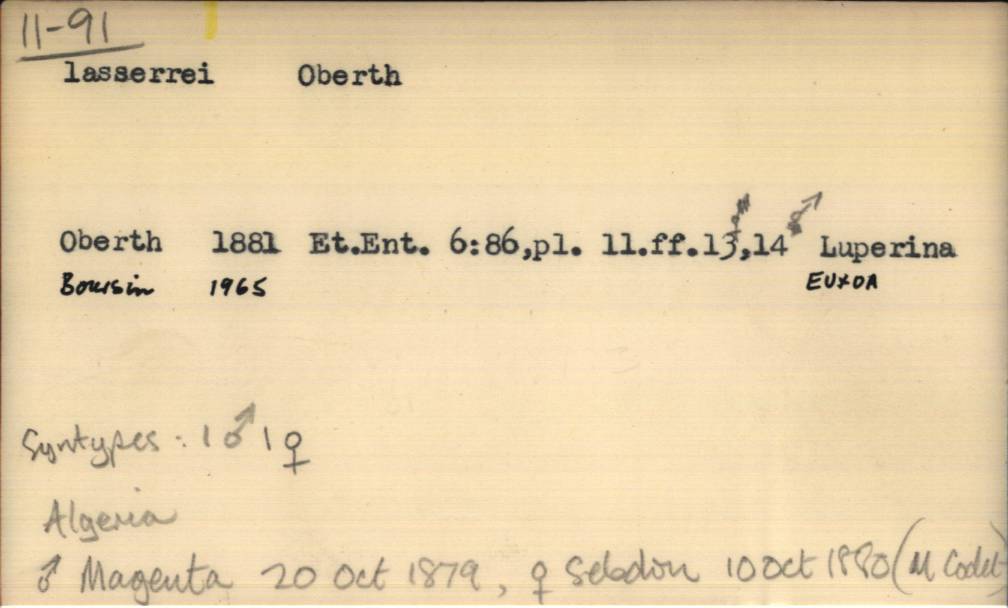 11-91
lasserrei Oberth
Oberth 1881 Et.Ent. 6:86,pl. 11.ff.13♀,14♂ Luperina
Boursin 1965 EUXOA
Syntypes : 1♂ 1♀
Algeria
♂ Magenta 20 Oct 1879, ♀ Sebdou 10 Oct 1880 (M Codet)